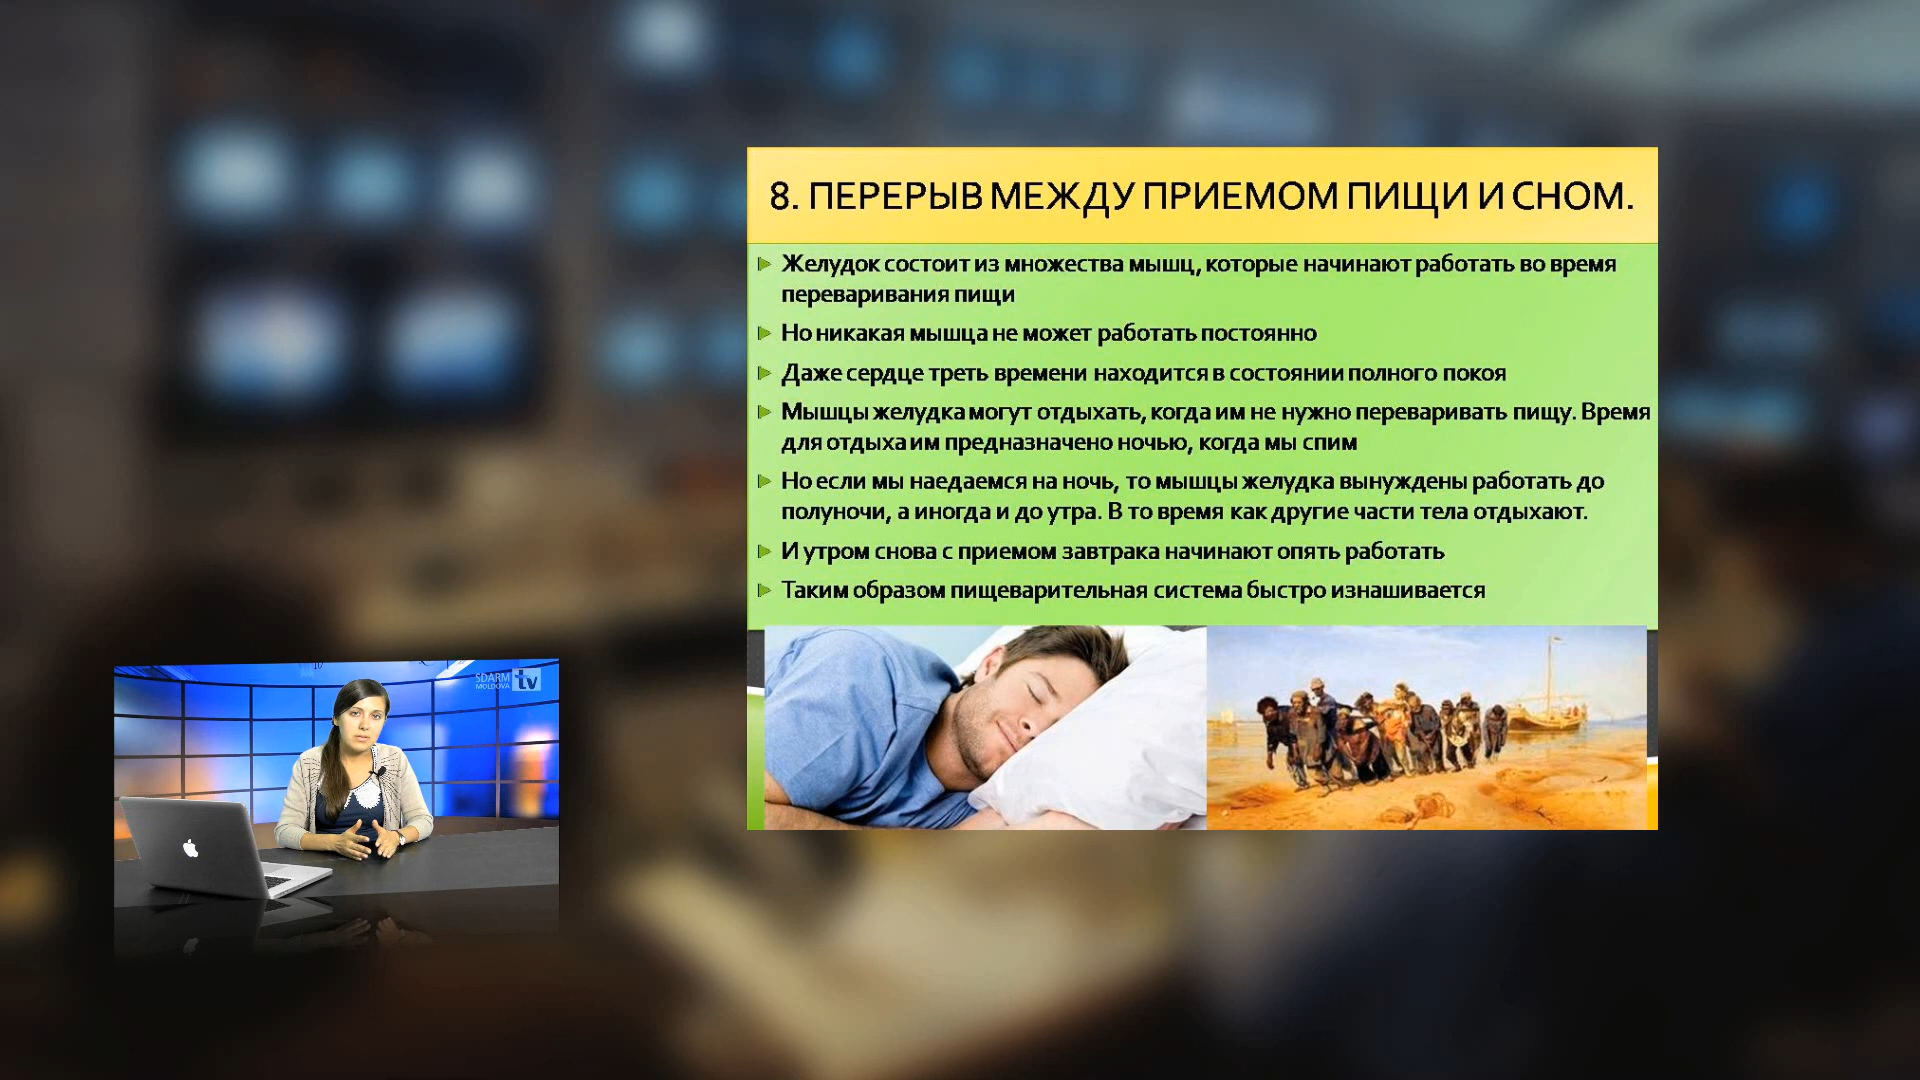 8. ПЕРЕРЫВ МЕЖДУ ПРИЕМОМ ПИЩИ И СНОМ.
Желудок состоит из множества мышц, которые начинают работать во время
переваривания пищи
Но никакая мышца не может работать постоянно
Даже сердце треть времени находится в состоянии полного покоя
Мышцы желудка могут отдыхать, когда им не нужно переваривать пищу. Время
для отдыха им предназначено ночью, когда мы спим
Но если мы наедаемся на ночь, то мышцы желудка вынуждены работать до
полуночи, а иногда и до утра. В то время как другие части тела отдыхают.
И утром снова с приемом завтрака начинают опять работать
Таким образом пищеварительная система быстро изнашивается
SDARM
MOLDOVA tv